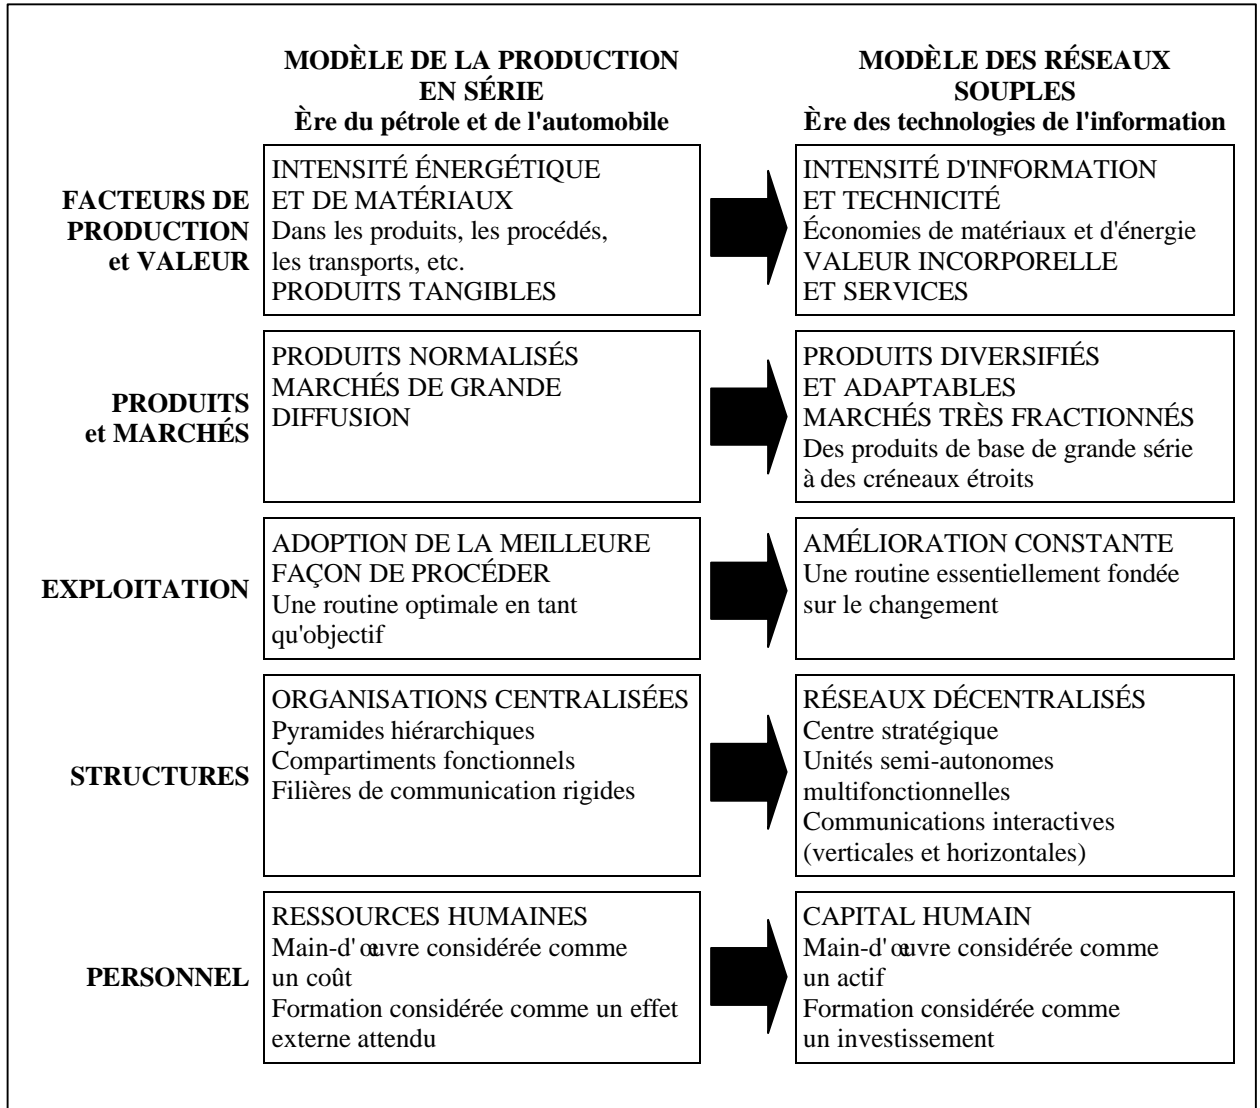 MODÈLE DE LA PRODUCTION
EN SÉRIE
Ère du pétrole et de l'automobile
MODÈLE DES RÉSEAUX
SOUPLES
Ère des technologies de l'information
FACTEURS DE
PRODUCTION
et VALEUR
INTENSITÉ ÉNERGÉTIQUE
ET DE MATÉRIAUX
Dans les produits, les procédés,
les transports, etc.
PRODUITS TANGIBLES
INTENSITÉ D'INFORMATION
ET TECHNICITÉ
Économies de matériaux et d'énergie
VALEUR INCORPORELLE
ET SERVICES
PRODUITS
et MARCHÉS
PRODUITS NORMALISÉS
MARCHÉS DE GRANDE
DIFFUSION
PRODUITS DIVERSIFIÉS
ET ADAPTABLES
MARCHÉS TRÈS FRACTIONNÉS
Des produits de base de grande série
à des créneaux étroits
EXPLOITATION
ADOPTION DE LA MEILLEURE
FAÇON DE PROCÉDER
Une routine optimale en tant
qu'objectif
AMÉLIORATION CONSTANTE
Une routine essentiellement fondée
sur le changement
STRUCTURES
ORGANISATIONS CENTRALISÉES
Pyramides hiérarchiques
Compartiments fonctionnels
Filières de communication rigides
RÉSEAUX DÉCENTRALISÉS
Centre stratégique
Unités semi-autonomes
multifonctionnelles
Communications interactives
(verticales et horizontales)
PERSONNEL
RESSOURCES HUMAINES
Main-d'œuvre considérée comme
un coût
Formation considérée comme un effet
externe attendu
CAPITAL HUMAIN
Main-d'œuvre considérée comme
un actif
Formation considérée comme
un investissement